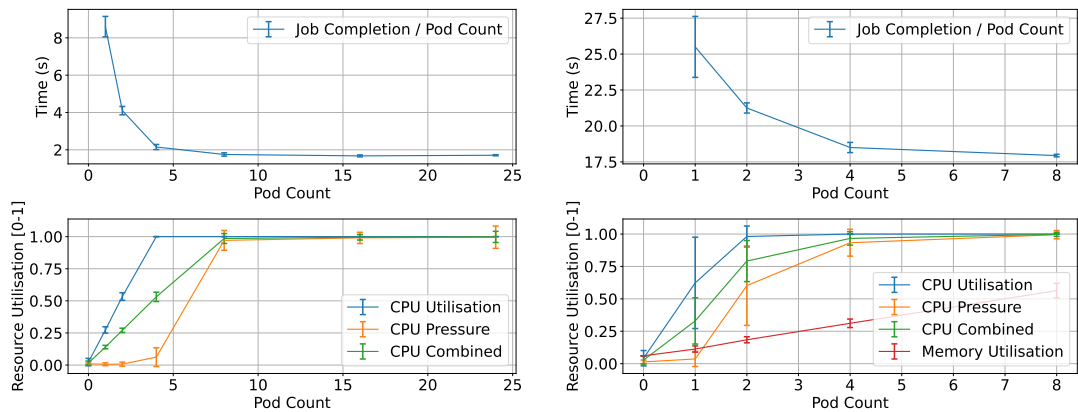 Time (s)
8
6
4
2
Job Completion / Pod Count
0 5 10 15 20 25
Pod Count
Time (s)
27.5
25.0
22.5
20.0
17.5
Job Completion / Pod Count
0 1 2 3 4 5 6 7 8
Pod Count
Resource Utilisation [0-1]
1.00
0.75
0.50
0.25
0.00
CPU Utilisation
CPU Pressure
CPU Combined
0 5 10 15 20 25
Pod Count
Resource Utilisation [0-1]
1.00
0.75
0.50
0.25
0.00
CPU Utilisation
CPU Pressure
CPU Combined
Memory Utilisation
0 1 2 3 4 5 6 7 8
Pod Count